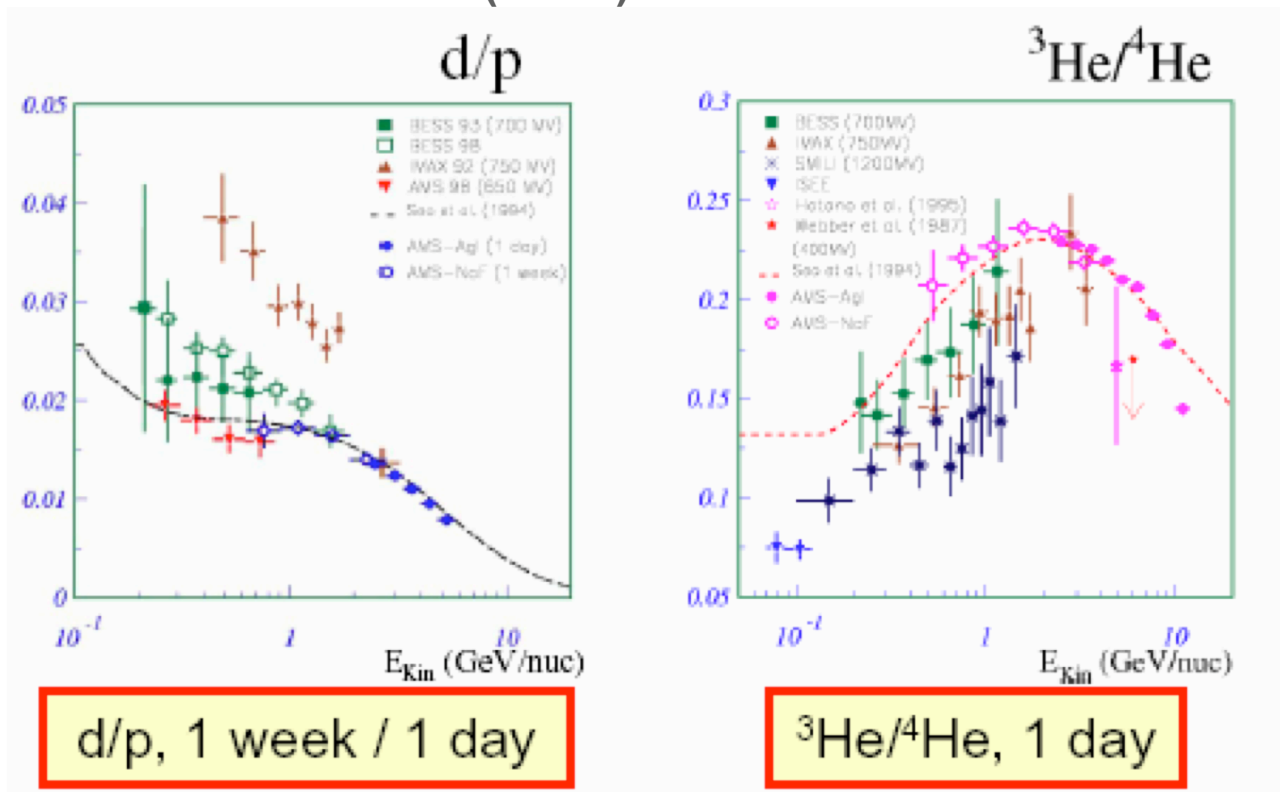 d/p
0.05
0.04
0.03
0.02
0.01
0
BESS 93 (700 MV)
BESS 98
IMAX 92 (750 MV)
AMS 98 (650 MV)
Seo et al. (1994)
AMS-Agl (1 day)
AMS-NaF (1 week)
10⁻¹ 1 10
E_Kin (GeV/nuc)
d/p, 1 week / 1 day
³He/⁴He
0.3
0.25
0.2
0.15
0.1
0.05
BESS (700MV)
IMAX (750MV)
SMILI (1200MV)
ISEE
Hatano et al. (1995)
Webber et al. (1987)
(400MV)
Seo et al. (1994)
AMS-Agl
AMS-NaF
10⁻¹ 1 10
E_Kin (GeV/nuc)
³He/⁴He, 1 day